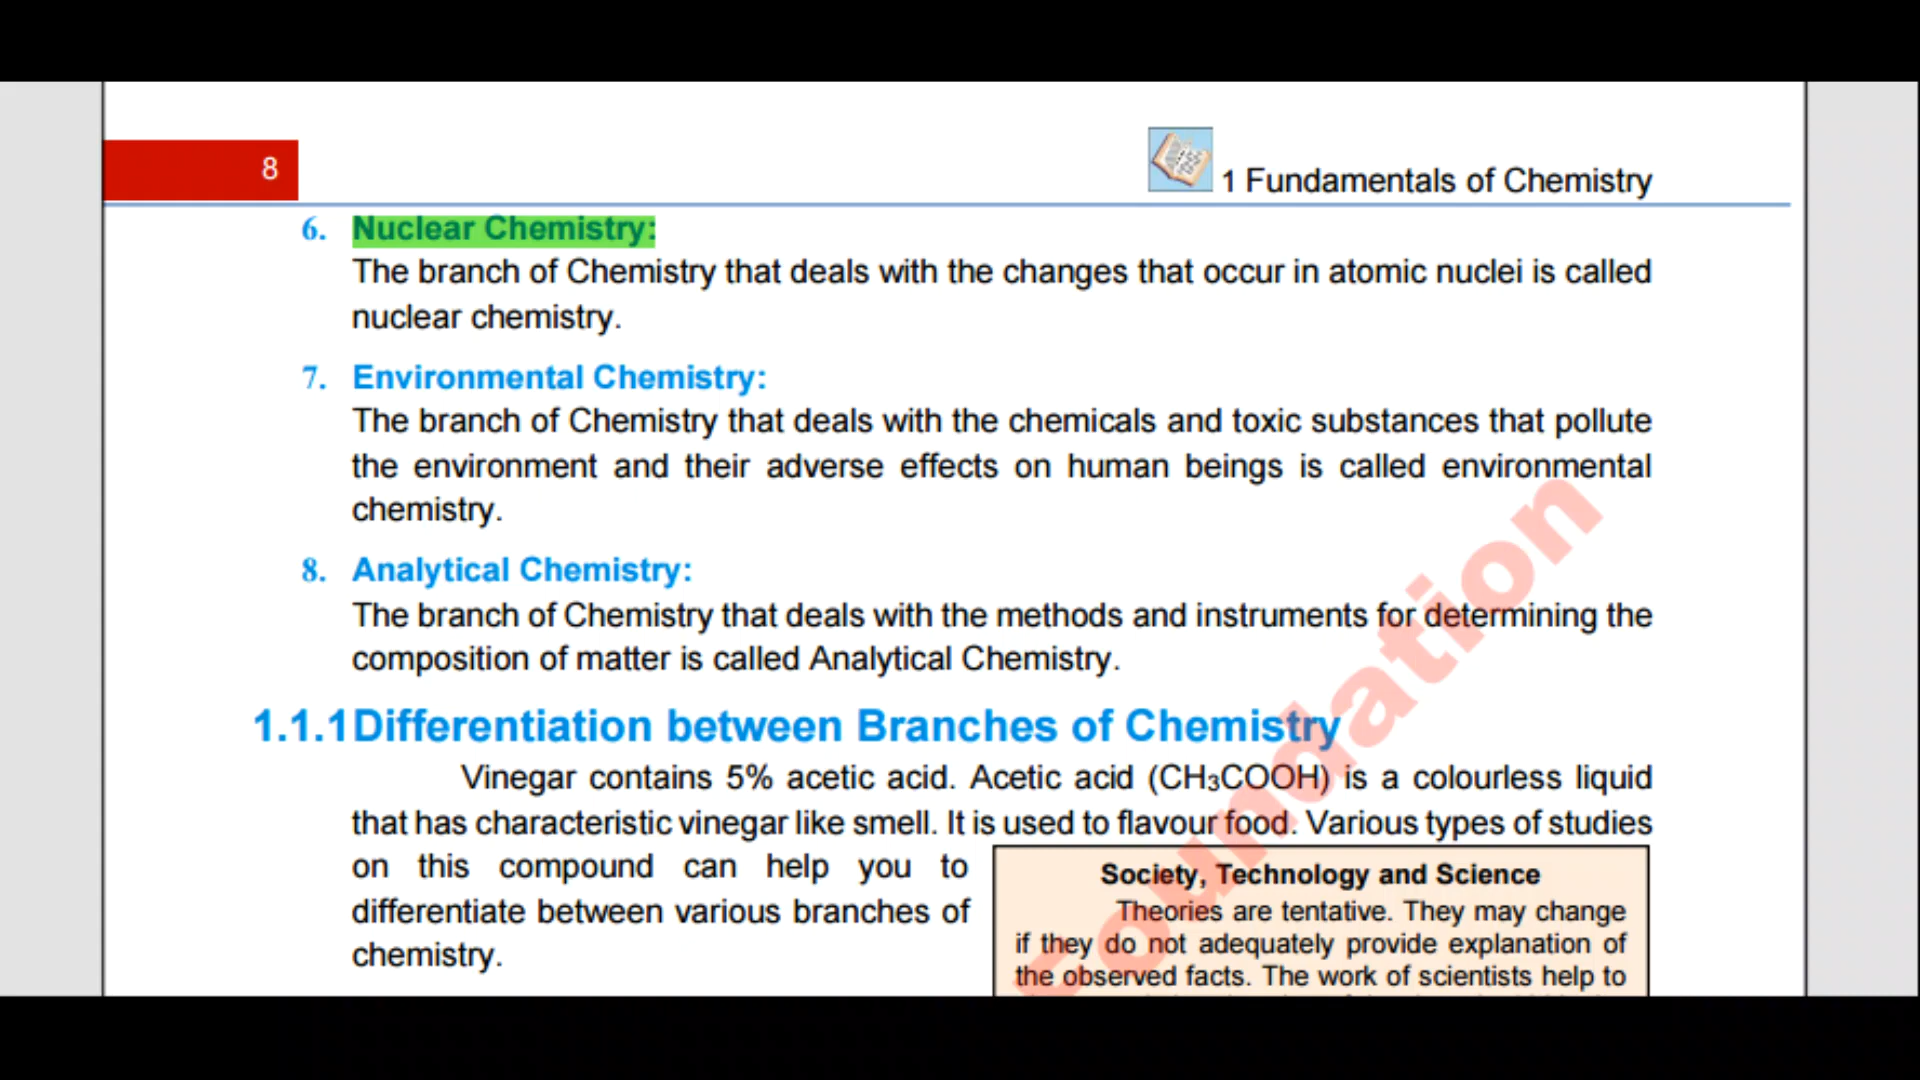 8
1 Fundamentals of Chemistry
6. Nuclear Chemistry:
The branch of Chemistry that deals with the changes that occur in atomic nuclei is called
nuclear chemistry.
7. Environmental Chemistry:
The branch of Chemistry that deals with the chemicals and toxic substances that pollute
the environment and their adverse effects on human beings is called environmental
chemistry.
8. Analytical Chemistry:
The branch of Chemistry that deals with the methods and instruments for determining the
composition of matter is called Analytical Chemistry.
1.1.1Differentiation between Branches of Chemistry
Vinegar contains 5% acetic acid. Acetic acid (CH₃COOH) is a colourless liquid
that has characteristic vinegar like smell. It is used to flavour food. Various types of studies
on this compound can help you to
differentiate between various branches of
chemistry.
Society, Technology and Science
Theories are tentative. They may change
if they do not adequately provide explanation of
the observed facts. The work of scientists help to
Foundation